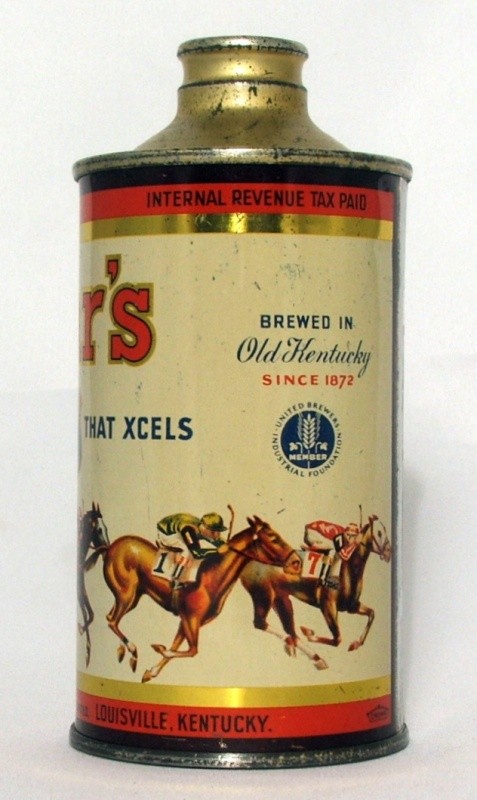 INTERNAL REVENUE TAX PAID
r's
THAT XCELS
BREWED IN
Old Kentucky
SINCE 1872
UNITED BREWERS
INDUSTRIAL FOUNDATION
MEMBER
1
7
LOUISVILLE, KENTUCKY.